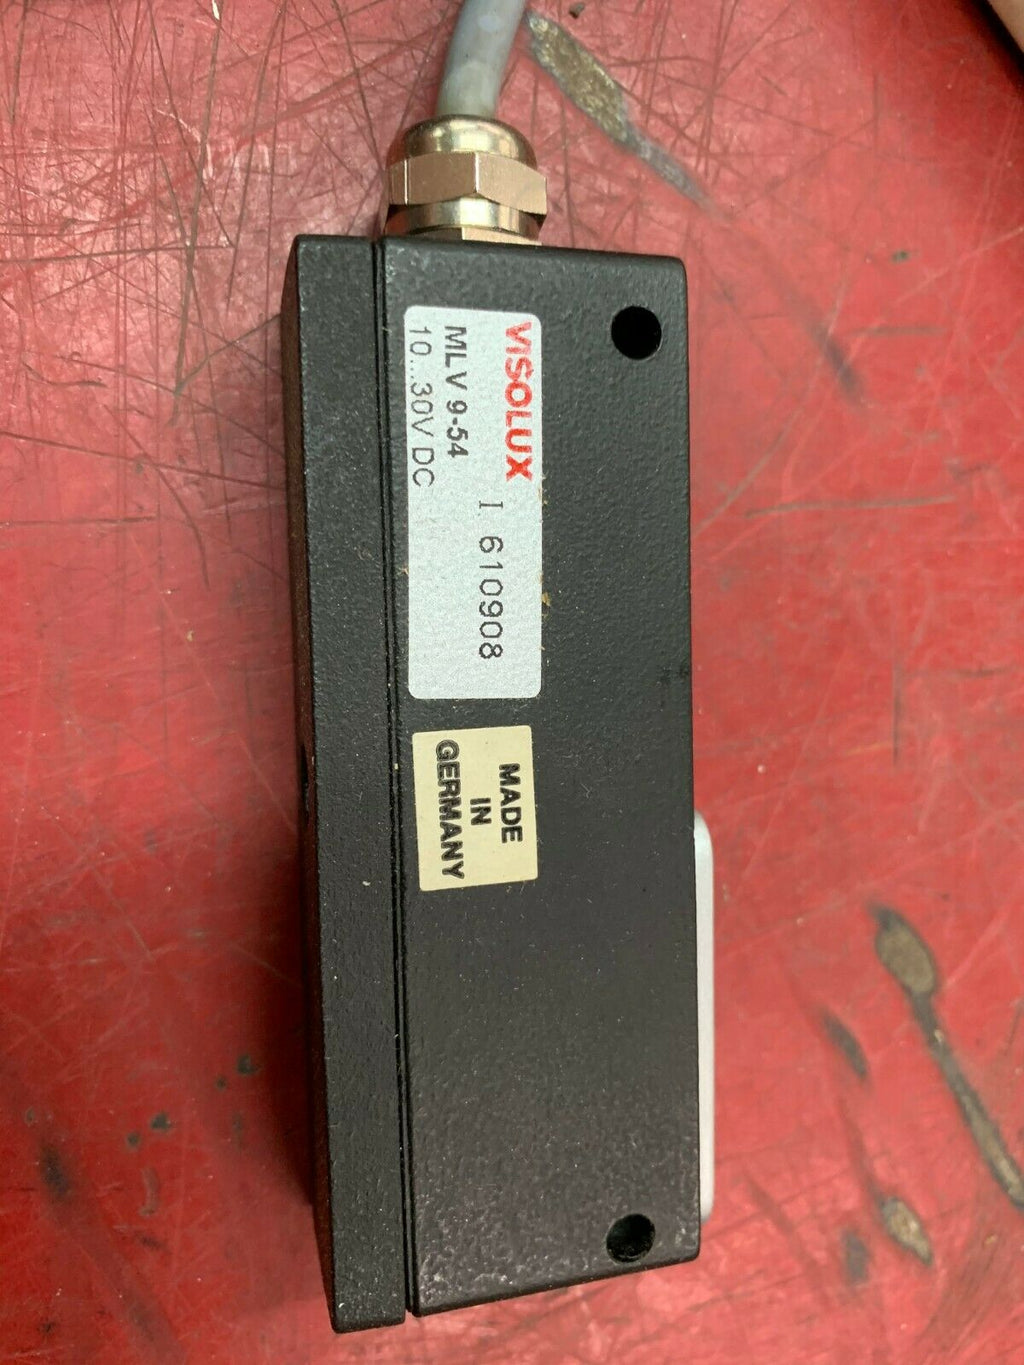 VISOLUX
I 610908
MLV 9-54
10...30V DC
MADE
IN
GERMANY